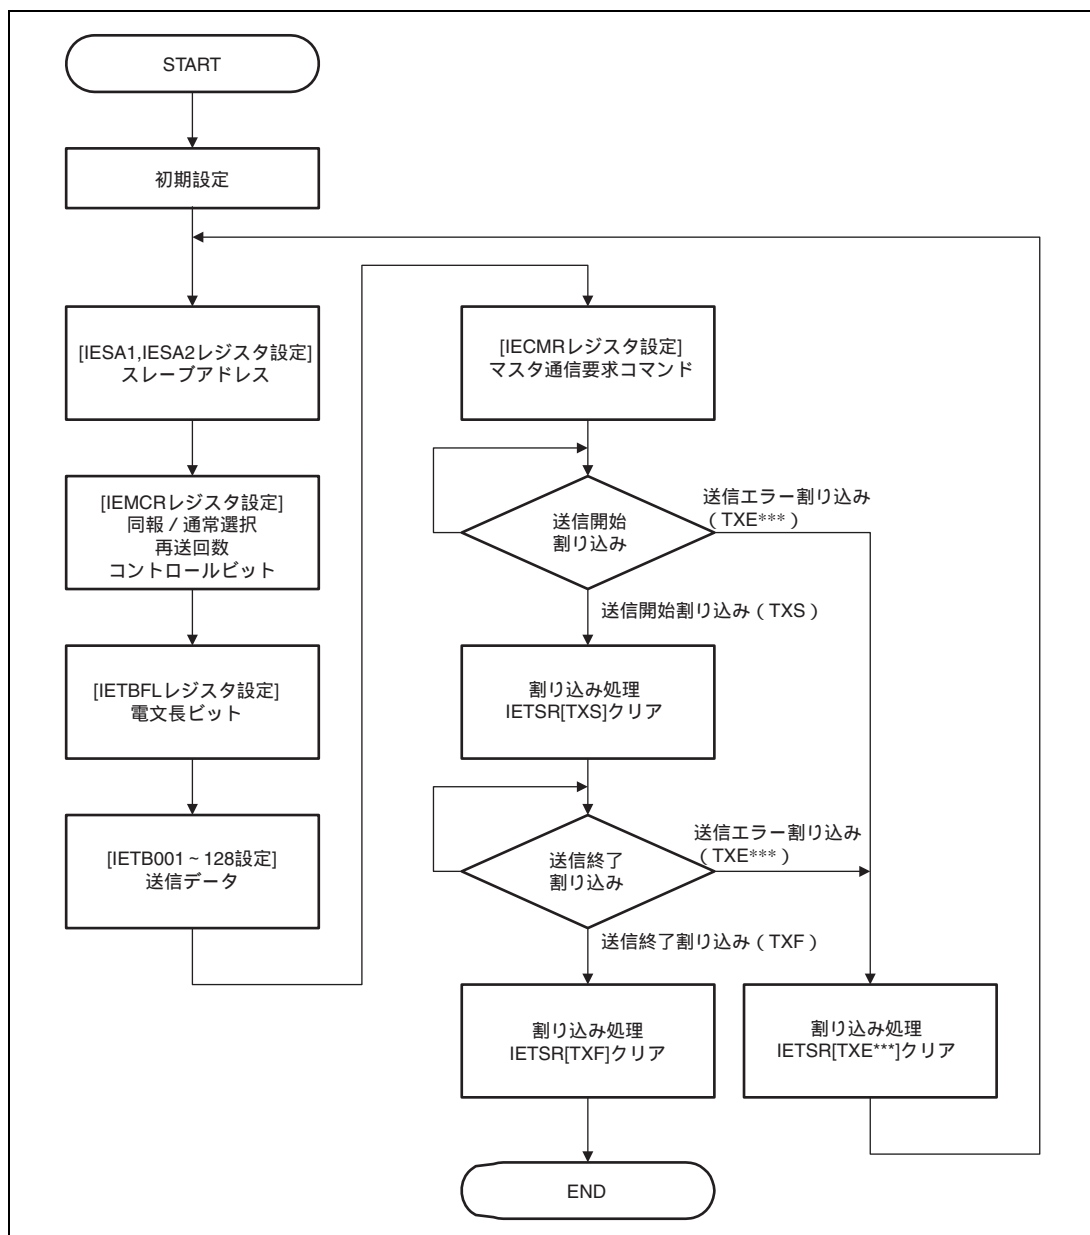 START
初期設定
[IESA1,IESA2レジスタ設定]
スレーブアドレス
[IEMCRレジスタ設定]
同報 / 通常選択
再送回数
コントロールビット
[IETBFLレジスタ設定]
電文長ビット
[IETB001 ~ 128設定]
送信データ
[IECMRレジスタ設定]
マスタ通信要求コマンド
送信開始
割り込み
送信エラー割り込み
( TXE*** )
送信開始割り込み ( TXS )
割り込み処理
IETSR[TXS]クリア
送信終了
割り込み
送信エラー割り込み
( TXE*** )
送信終了割り込み ( TXF )
割り込み処理
IETSR[TXF]クリア
割り込み処理
IETSR[TXE***]クリア
END